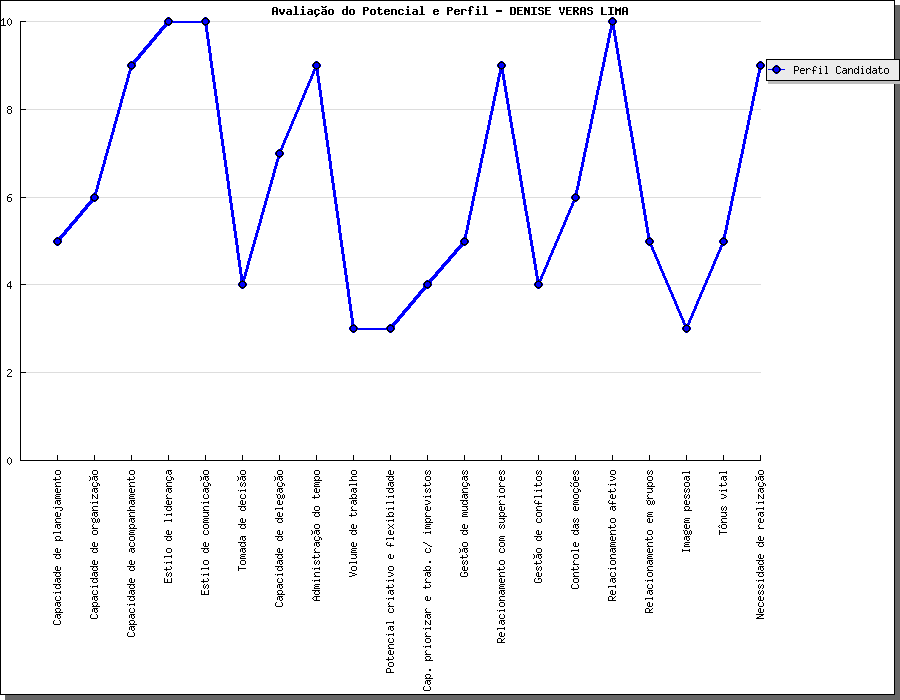 Avaliação do Potencial e Perfil - DENISE VERAS LIMA
10
8
6
4
2
0
Perfil Candidato
Capacidade de planejamento
Capacidade de organização
Capacidade de acompanhamento
Estilo de liderança
Estilo de comunicação
Tomada de decisão
Capacidade de delegação
Administração do tempo
Volume de trabalho
Potencial criativo e flexibilidade
Cap. priorizar e trab. c/ imprevistos
Gestão de mudanças
Relacionamento com superiores
Gestão de conflitos
Controle das emoções
Relacionamento afetivo
Relacionamento em grupos
Imagem pessoal
Tônus vital
Necessidade de realização